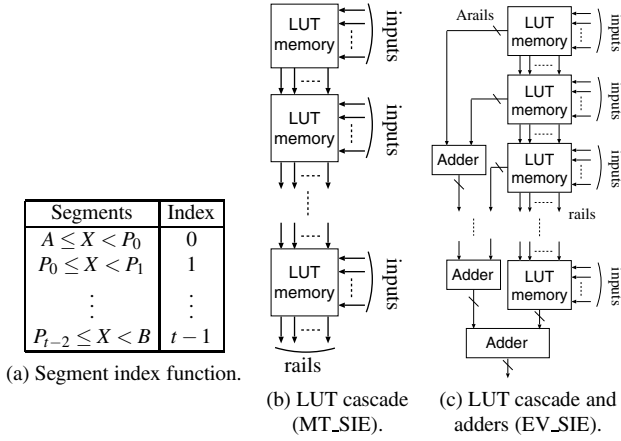 Segments Index
A ≤ X < P₀ 0
P₀ ≤ X < P₁ 1
⋮ ⋮
Pₜ₋₂ ≤ X < B t − 1
(a) Segment index function.
LUT
memory
inputs
LUT
memory
inputs
LUT
memory
inputs
rails
(b) LUT cascade
(MT_SIE).
Arails
LUT
memory
inputs
LUT
memory
inputs
Adder
LUT
memory
inputs
rails
Adder
LUT
memory
inputs
Adder
(c) LUT cascade and
adders (EV_SIE).